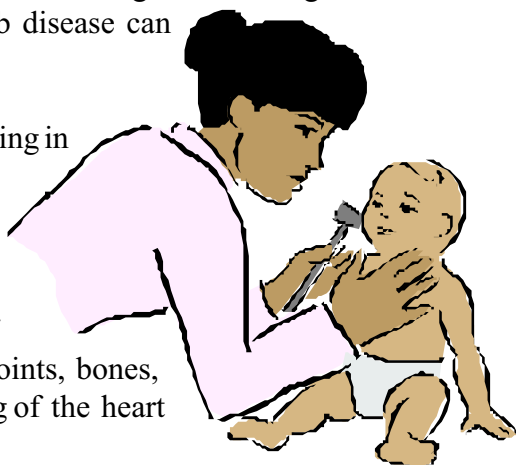 b disease can
ing in
oints, bones,
g of the heart